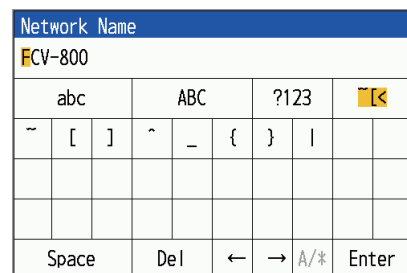 Network Name
FCV-800
abc ABC ?123 ~[<
~ [ ] ^ _ { } |
Space Del ← → A/* Enter